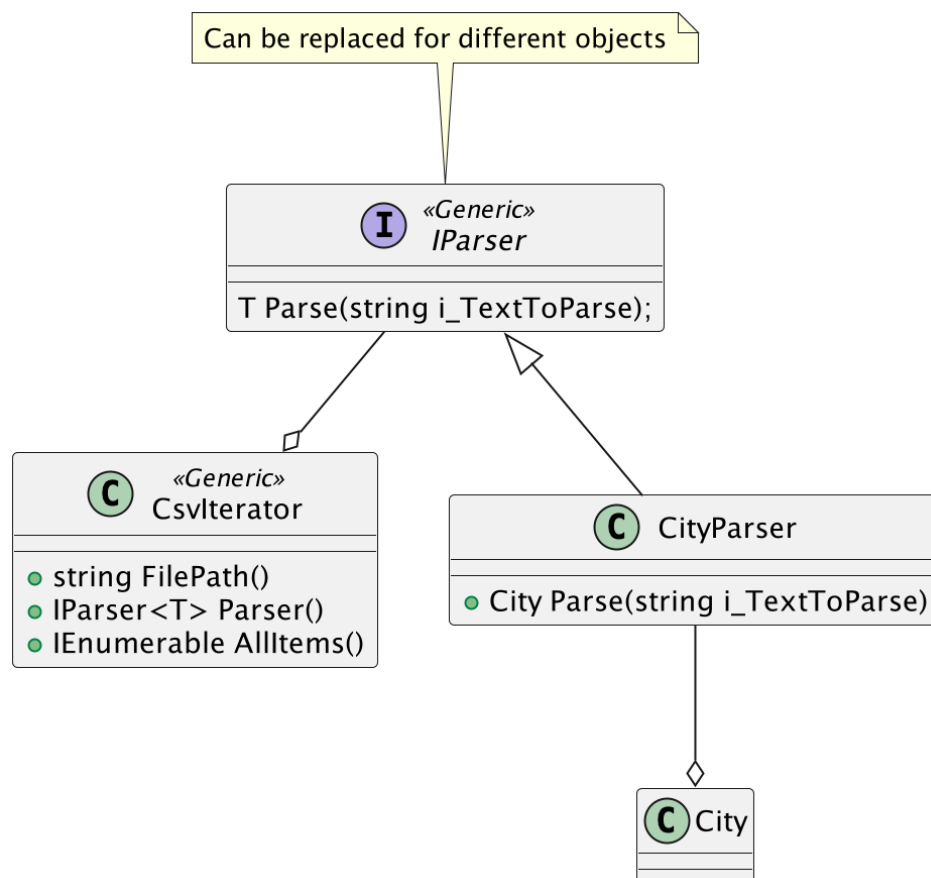 Can be replaced for different objects
I
«Generic»
IParser
T Parse(string i_TextToParse);
C
«Generic»
CsvIterator
string FilePath()
IParser<T> Parser()
IEnumerable AllItems()
C CityParser
City Parse(string i_TextToParse)
C City